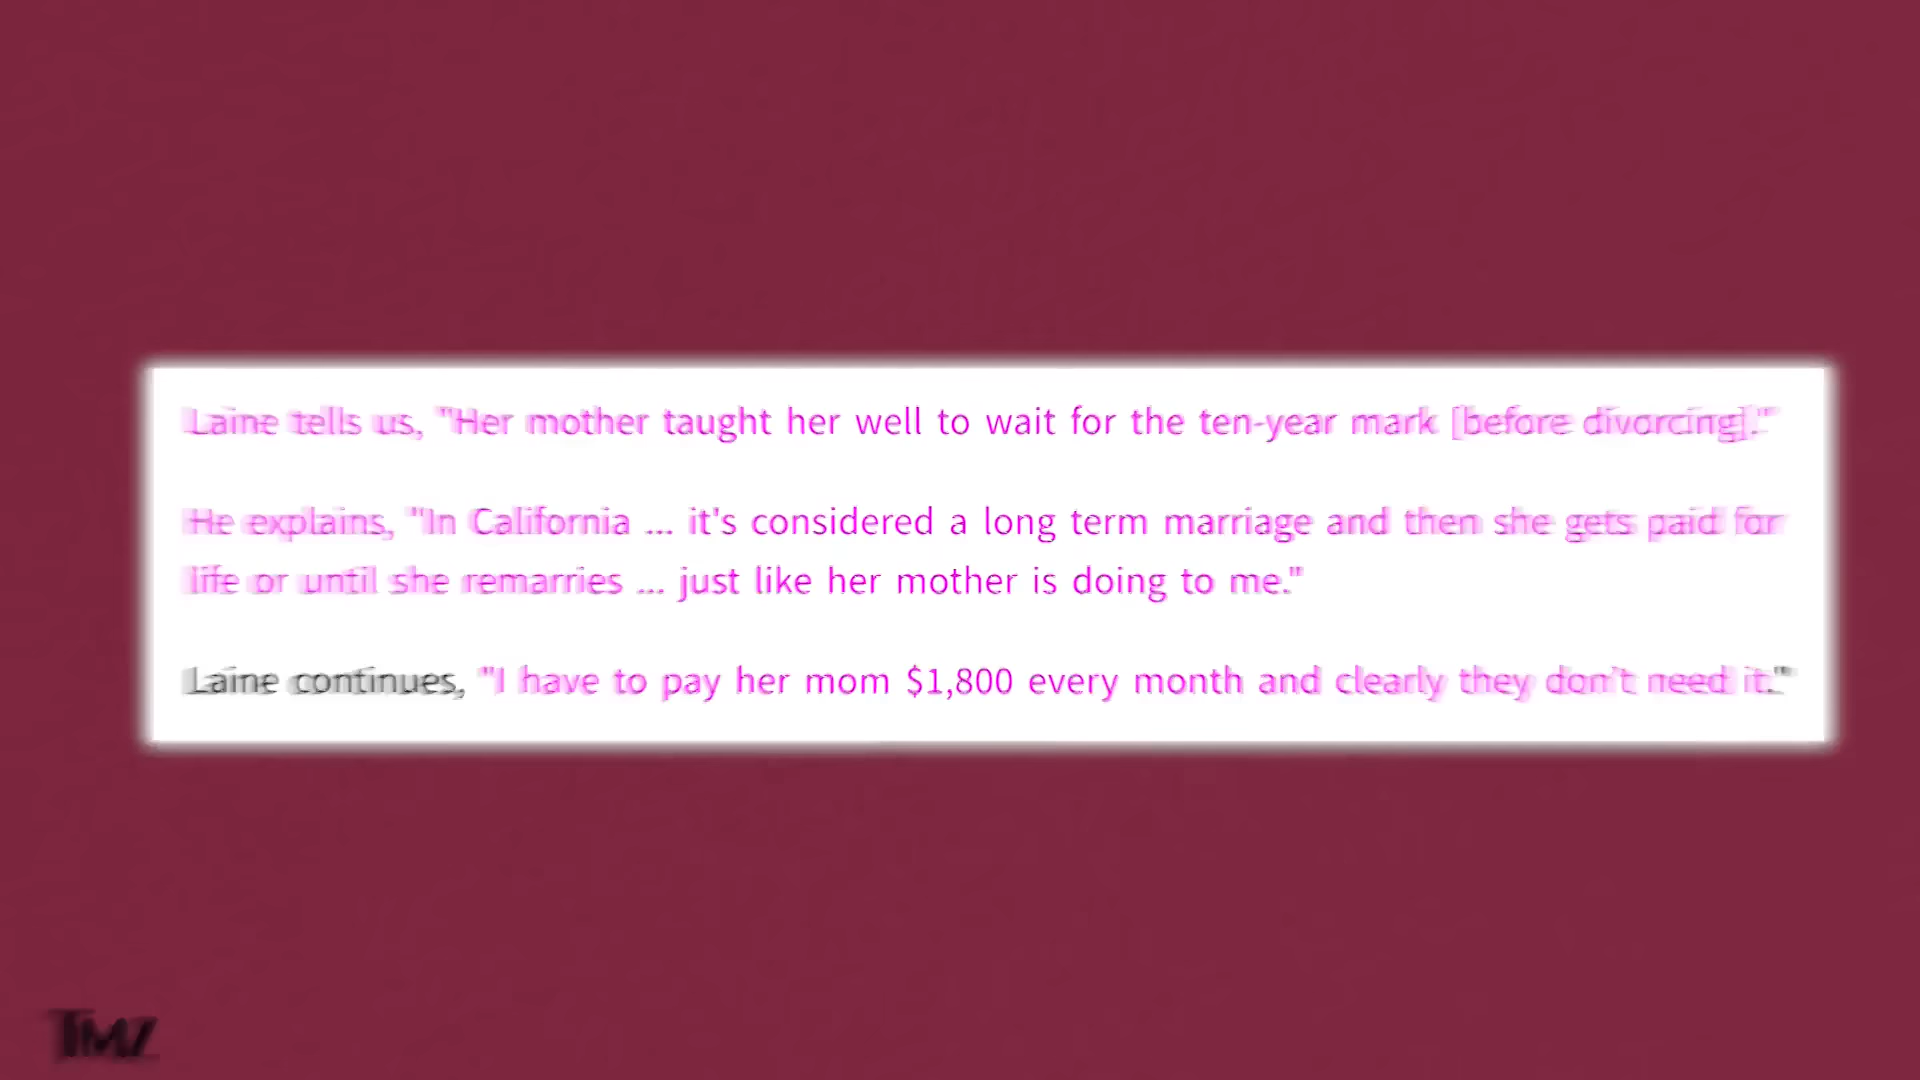 Laine tells us, "Her mother taught her well to wait for the ten-year mark [before divorcing]."
He explains, "In California ... it's considered a long term marriage and then she gets paid for
life or until she remarries ... just like her mother is doing to me."
Laine continues, "I have to pay her mom $1,800 every month and clearly they don't need it."
TMZ